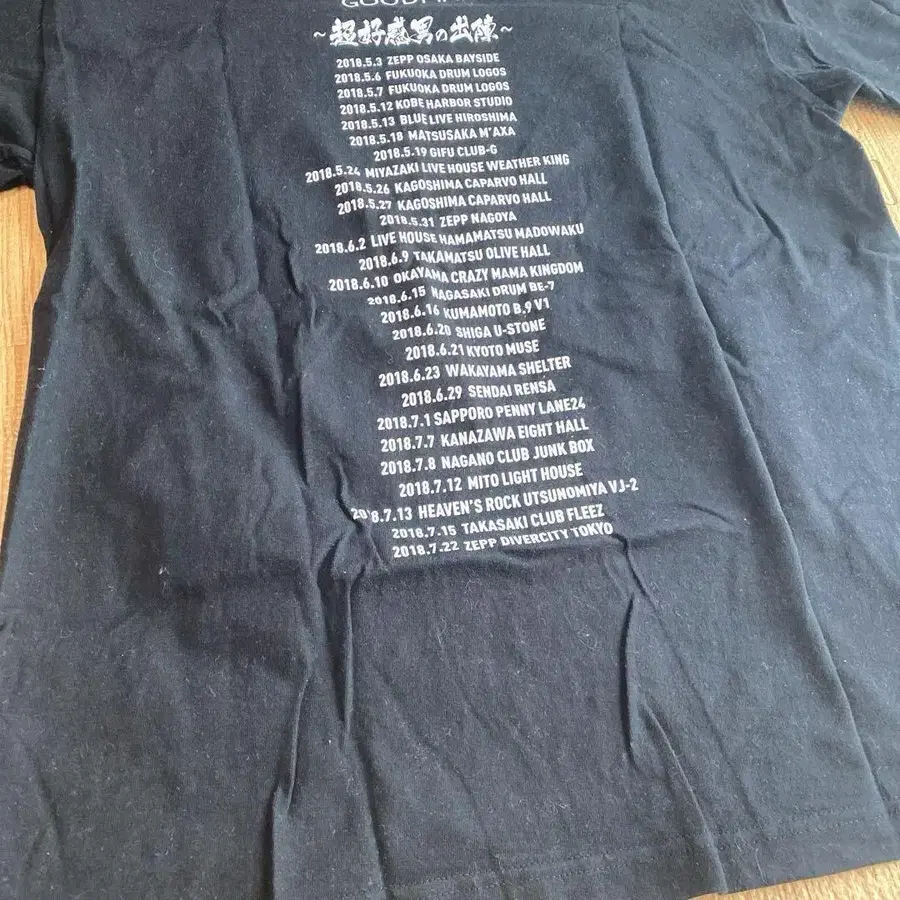 ～超好感男の出陣～
2018.5.3 ZEPP OSAKA BAYSIDE
2018.5.6 FUKUOKA DRUM LOGOS
2018.5.7 FUKUOKA DRUM LOGOS
2018.5.12 KOBE HARBOR STUDIO
2018.5.13 BLUE LIVE HIROSHIMA
2018.5.18 MATSUSAKA M'AXA
2018.5.19 GIFU CLUB-G
2018.5.24 MIYAZAKI LIVE HOUSE WEATHER KING
2018.5.26 KAGOSHIMA CAPARVO HALL
2018.5.27 KAGOSHIMA CAPARVO HALL
2018.5.31 ZEPP NAGOYA
2018.6.2 LIVE HOUSE HAMAMATSU MADOWAKU
2018.6.9 TAKAMATSU OLIVE HALL
2018.6.10 OKAYAMA CRAZY MAMA KINGDOM
2018.6.15 NAGASAKI DRUM BE-7
2018.6.16 KUMAMOTO B.9 V1
2018.6.20 SHIGA U-STONE
2018.6.21 KYOTO MUSE
2018.6.23 WAKAYAMA SHELTER
2018.6.29 SENDAI RENSA
2018.7.1 SAPPORO PENNY LANE24
2018.7.7 KANAZAWA EIGHT HALL
2018.7.8 NAGANO CLUB JUNK BOX
2018.7.12 MITO LIGHT HOUSE
2018.7.13 HEAVEN'S ROCK UTSUNOMIYA VJ-2
2018.7.15 TAKASAKI CLUB FLEEZ
2018.7.22 ZEPP DIVERCITY TOKYO